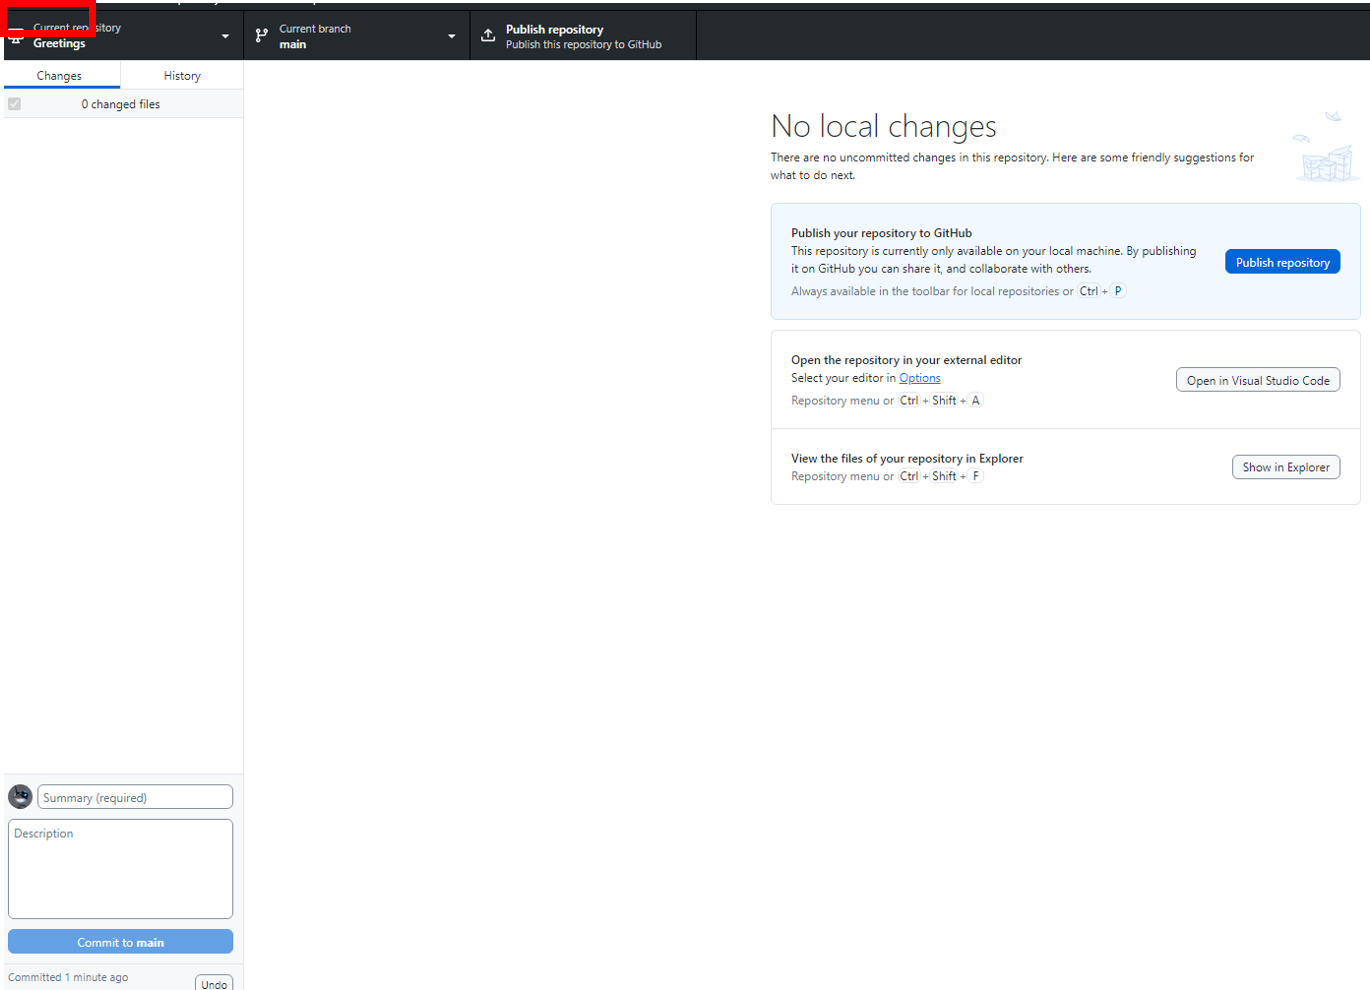 Current repository
Greetings
Current branch
main
Publish repository
Publish this repository to GitHub
Changes
History
0 changed files
No local changes
There are no uncommitted changes in this repository. Here are some friendly suggestions for
what to do next.
Publish your repository to GitHub
This repository is currently only available on your local machine. By publishing
it on GitHub you can share it, and collaborate with others.
Always available in the toolbar for local repositories or Ctrl + P
Publish repository
Open the repository in your external editor
Select your editor in Options
Repository menu or Ctrl + Shift + A
Open in Visual Studio Code
View the files of your repository in Explorer
Repository menu or Ctrl + Shift + F
Show in Explorer
Summary (required)
Description
Commit to main
Committed 1 minute ago
Undo